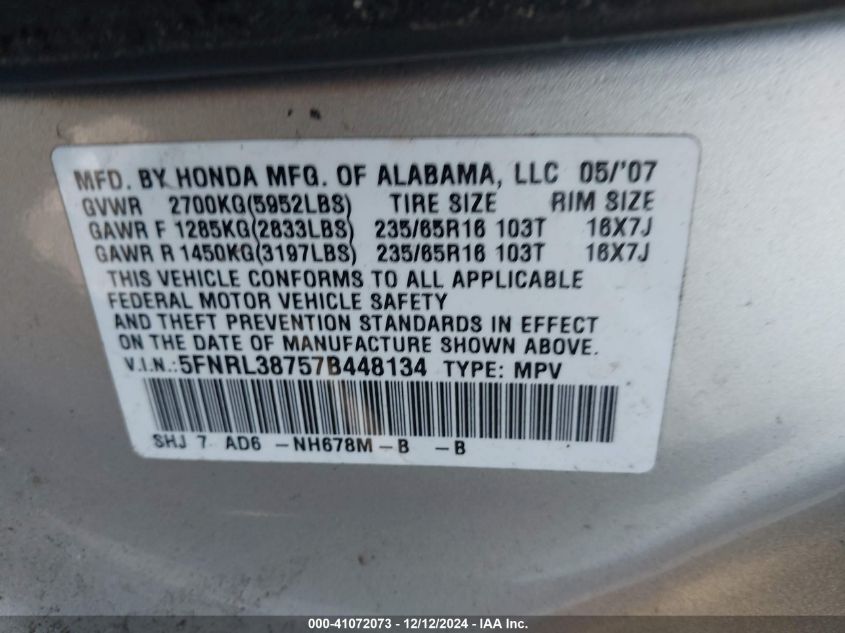 MFD. BY HONDA MFG. OF ALABAMA, LLC 05/'07
GVWR 2700KG(5952LBS) TIRE SIZE RIM SIZE
GAWR F 1285KG(2833LBS) 235/65R16 103T 16X7J
GAWR R 1450KG(3197LBS) 235/65R16 103T 16X7J
THIS VEHICLE CONFORMS TO ALL APPLICABLE
FEDERAL MOTOR VEHICLE SAFETY
AND THEFT PREVENTION STANDARDS IN EFFECT
ON THE DATE OF MANUFACTURE SHOWN ABOVE.
V.I.N.:5FNRL38757B448134 TYPE: MPV
SHJ 7 AD6 -NH678M-B -B
000-41072073 - 12/12/2024 - IAA Inc.